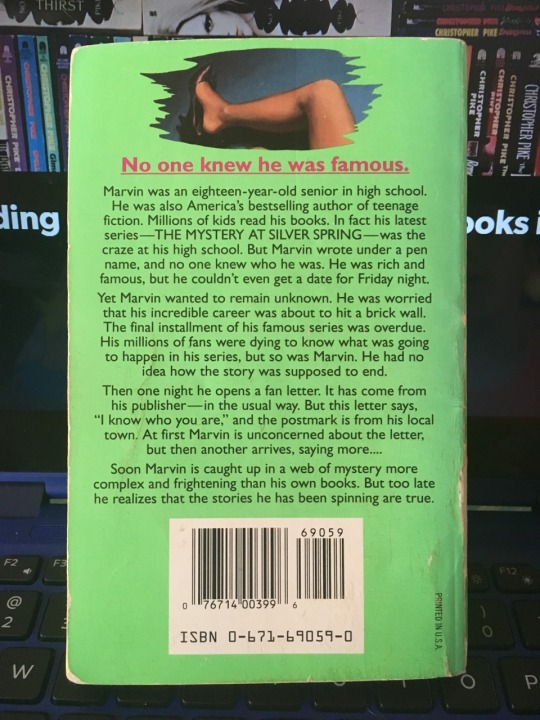 THIRST
CHRISTOPHER PIKE
CHRISTOPHER PIKE
CHRISTOPHER PIKE
CHRISTOPHER PIKE
CHRISTOPHER PIKE
CHRISTOPHER PIKE
ding
ooks i
No one knew he was famous.
Marvin was an eighteen-year-old senior in high school.
He was also America's bestselling author of teenage
fiction. Millions of kids read his books. In fact his latest
series—THE MYSTERY AT SILVER SPRING—was the
craze at his high school. But Marvin wrote under a pen
name, and no one knew who he was. He was rich and
famous, but he couldn't even get a date for Friday night.
Yet Marvin wanted to remain unknown. He was worried
that his incredible career was about to hit a brick wall.
The final installment of his famous series was overdue.
His millions of fans were dying to know what was going
to happen in his series, but so was Marvin. He had no
idea how the story was supposed to end.
Then one night he opens a fan letter. It has come from
his publisher—in the usual way. But this letter says,
"I know who you are," and the postmark is from his local
town. At first Marvin is unconcerned about the letter,
but then another arrives, saying more....
Soon Marvin is caught up in a web of mystery more
complex and frightening than his own books. But too late
he realizes that the stories he has been spinning are true.
69059
0 76714 00399 6
ISBN 0-671-69059-0
PRINTED IN U.S.A.
F2
F12
@
2
W
)
0
O
P